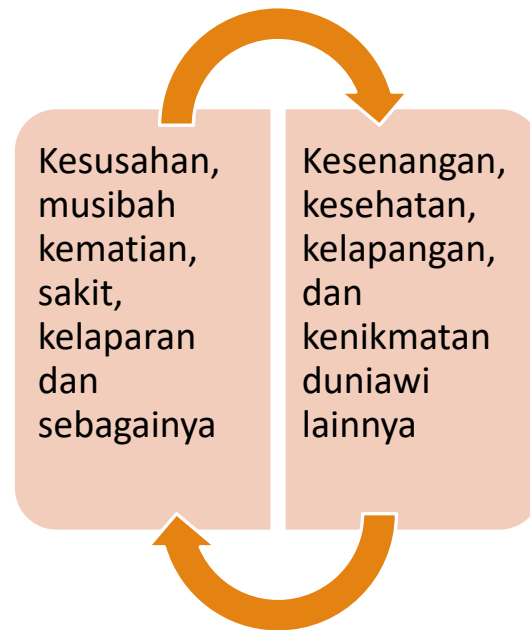 Kesusahan,
musibah
kematian,
sakit,
kelaparan
dan
sebagainya
Kesenangan,
kesehatan,
kelapangan,
dan
kenikmatan
duniawi
lainnya